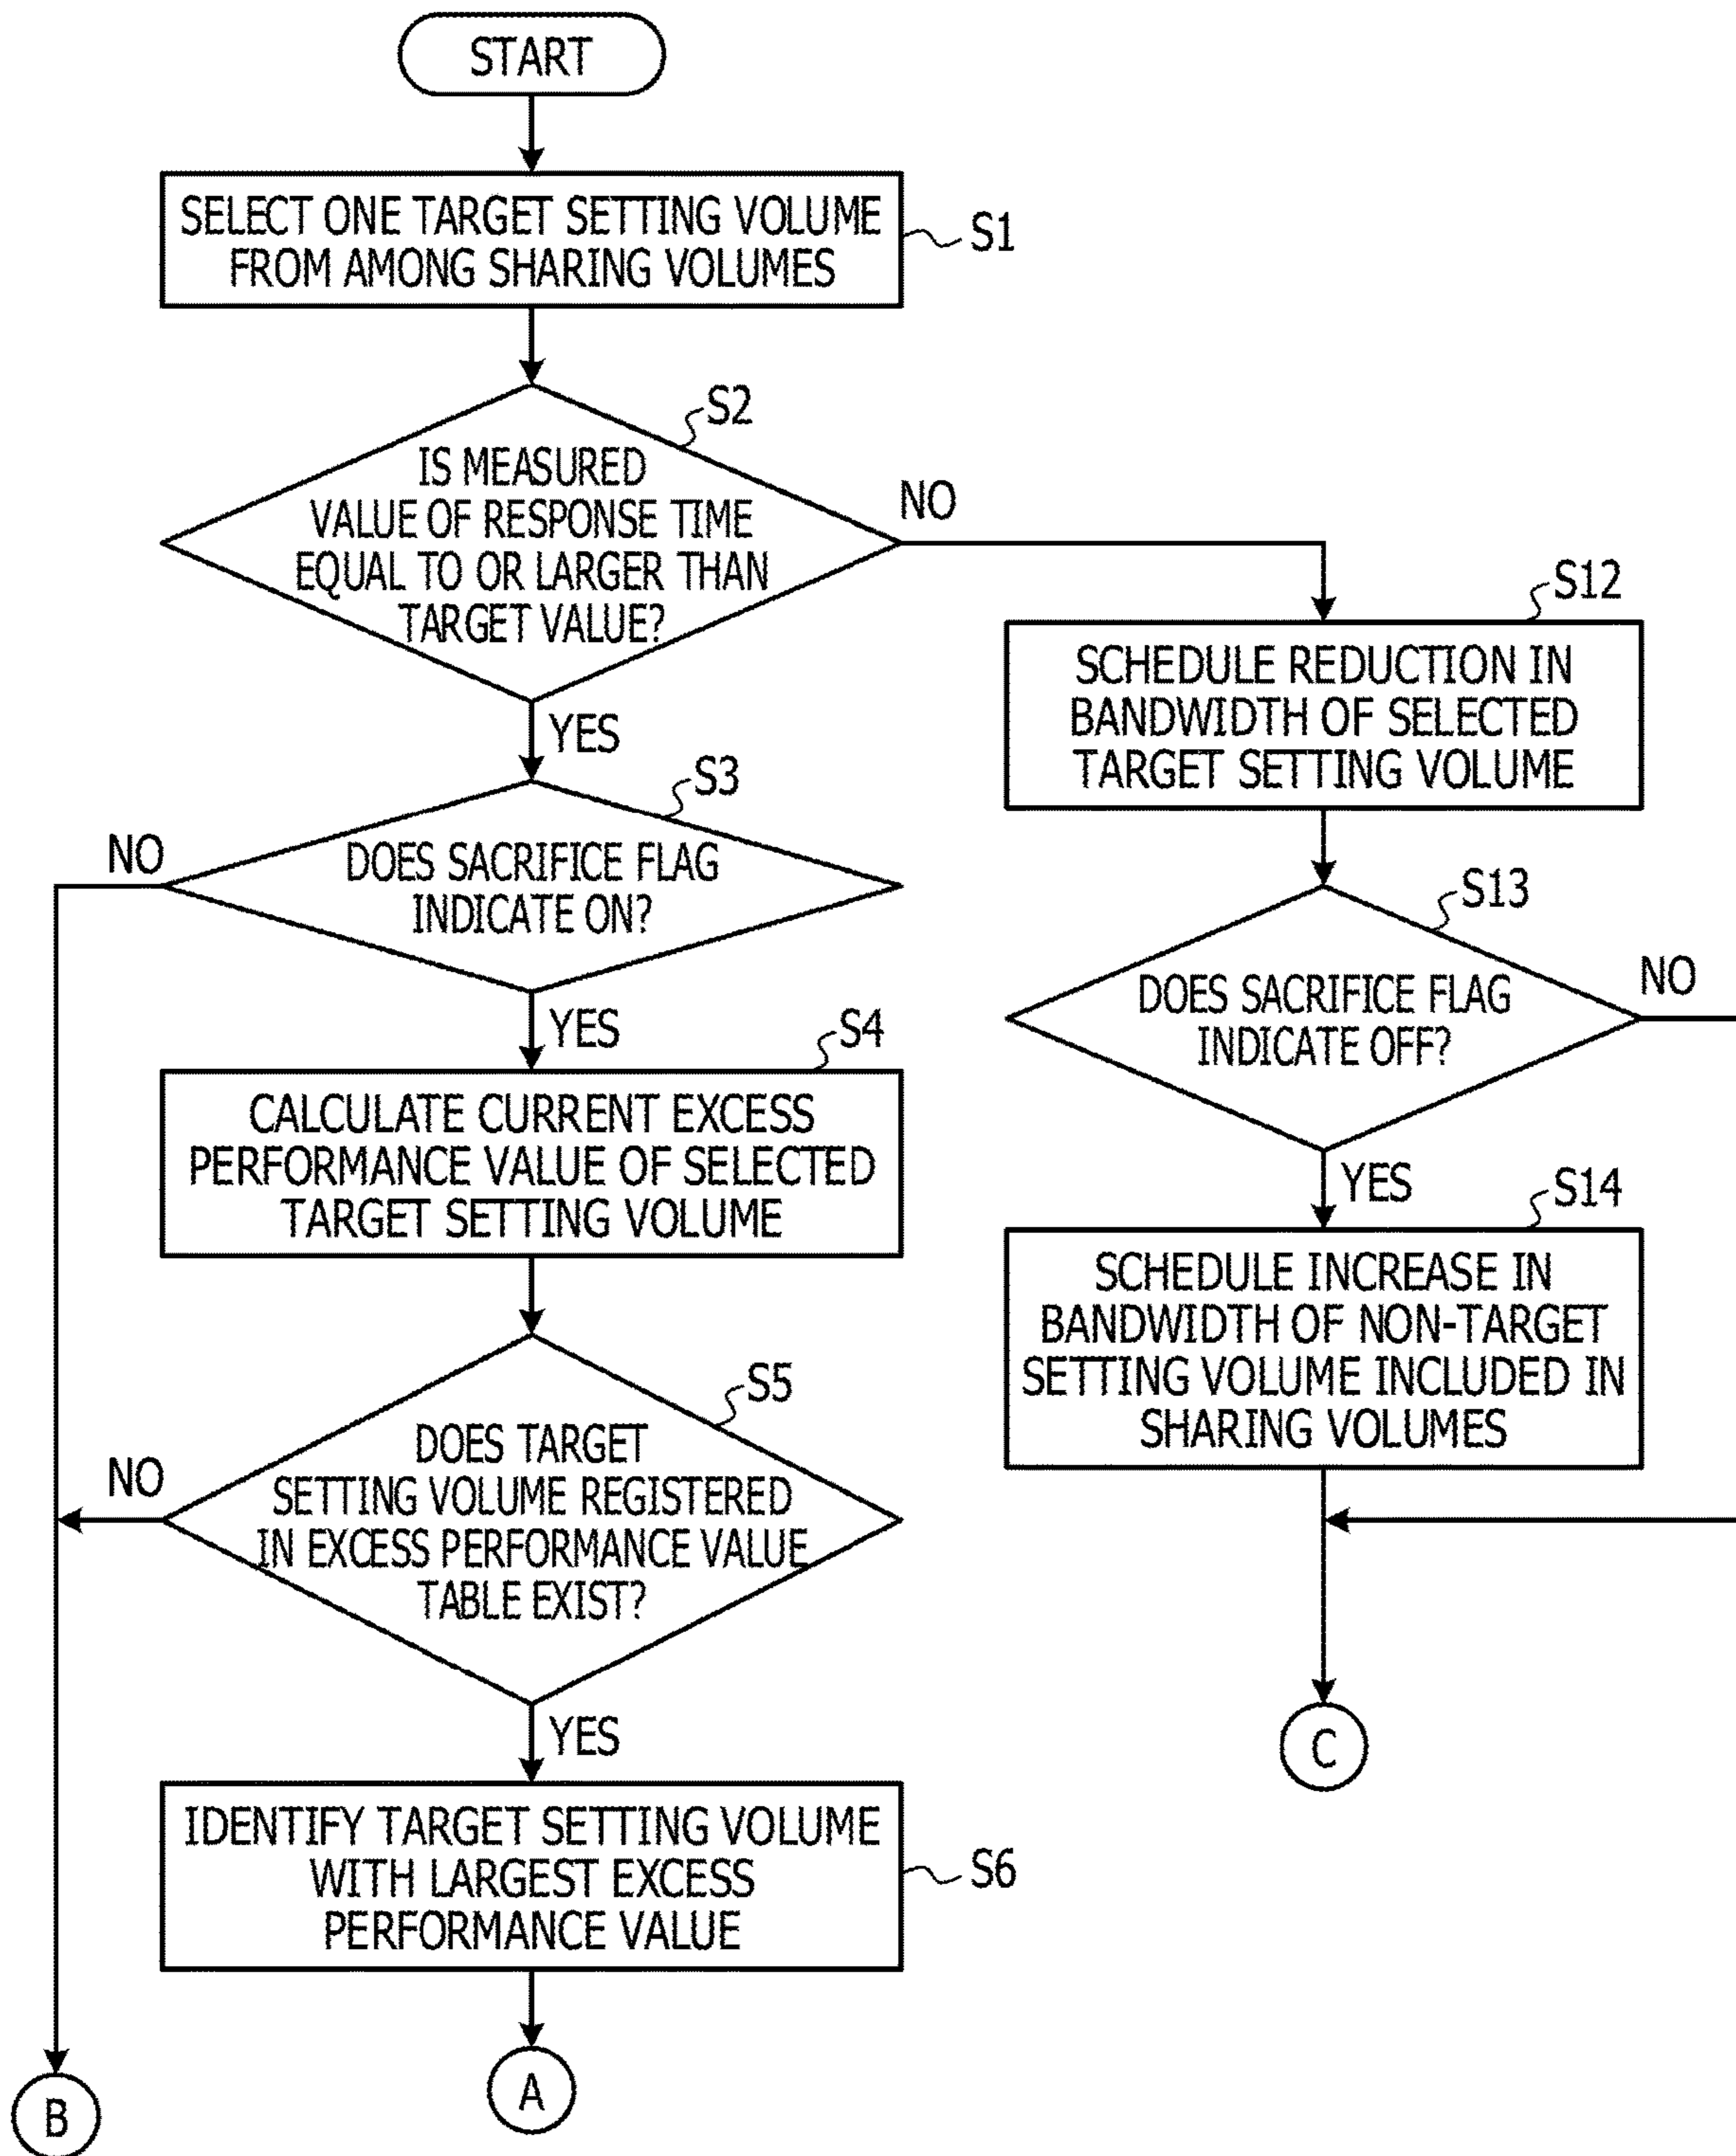 START
SELECT ONE TARGET SETTING VOLUME
FROM AMONG SHARING VOLUMES
S1
S2
IS MEASURED
VALUE OF RESPONSE TIME
EQUAL TO OR LARGER THAN
TARGET VALUE?
NO
YES
S12
SCHEDULE REDUCTION IN
BANDWIDTH OF SELECTED
TARGET SETTING VOLUME
S3
NO
DOES SACRIFICE FLAG
INDICATE ON?
YES
S13
DOES SACRIFICE FLAG
INDICATE OFF?
NO
YES
S4
CALCULATE CURRENT EXCESS
PERFORMANCE VALUE OF SELECTED
TARGET SETTING VOLUME
S14
SCHEDULE INCREASE IN
BANDWIDTH OF NON-TARGET
SETTING VOLUME INCLUDED IN
SHARING VOLUMES
S5
NO
DOES TARGET
SETTING VOLUME REGISTERED
IN EXCESS PERFORMANCE VALUE
TABLE EXIST?
YES
C
IDENTIFY TARGET SETTING VOLUME
WITH LARGEST EXCESS
PERFORMANCE VALUE
S6
A
B